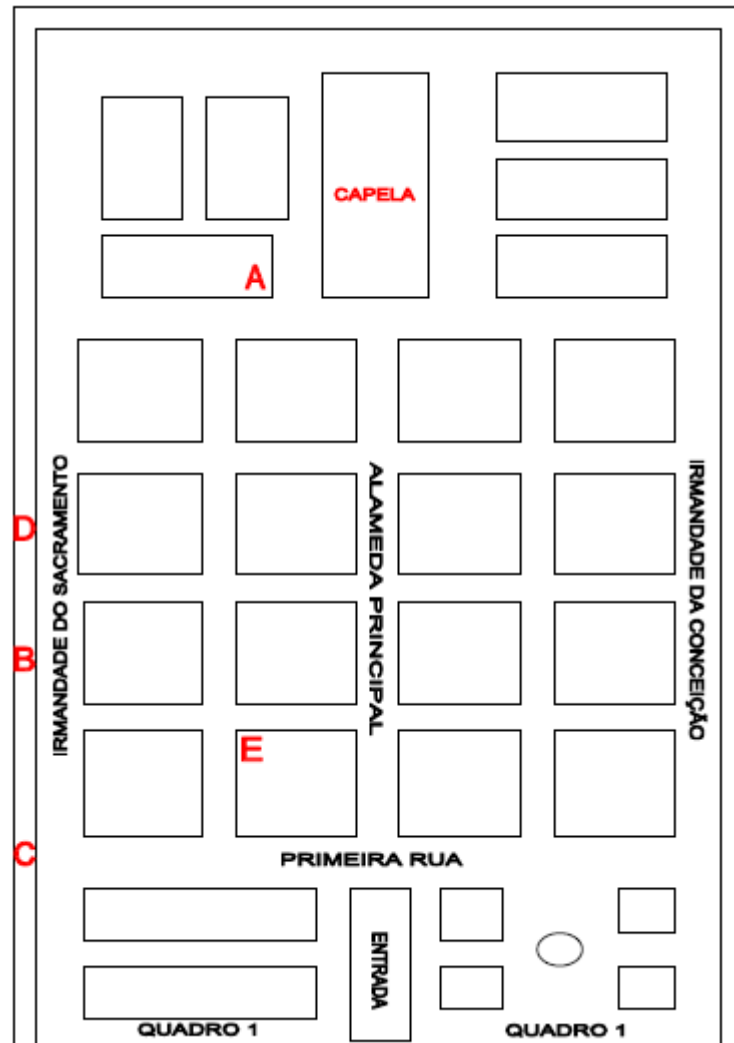 CAPELA
A
IRMANDADE DO SACRAMENTO
ALAMEDA PRINCIPAL
IRMANDADE DA CONCEIÇÃO
D
B
E
C
PRIMEIRA RUA
ENTRADA
QUADRO 1
QUADRO 1